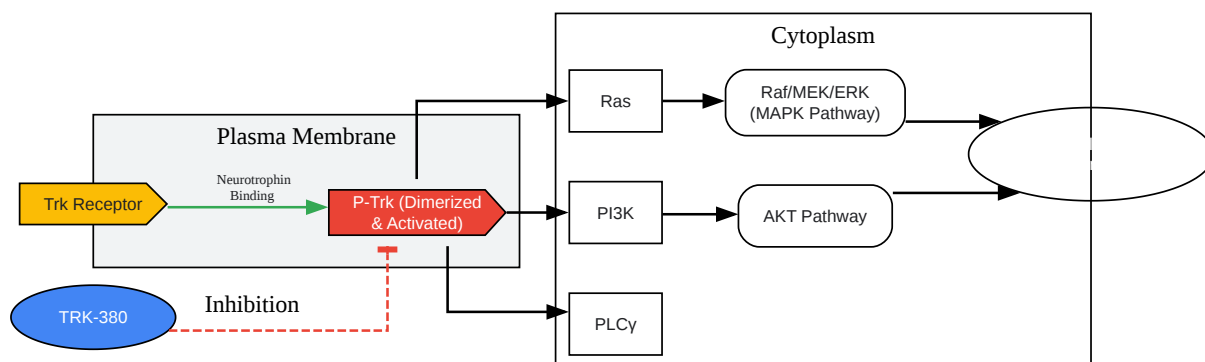 Cytoplasm
Plasma Membrane
Ras
Raf/MEK/ERK
(MAPK Pathway)
Trk Receptor
Neurotrophin
Binding
P-Trk (Dimerized
& Activated)
PI3K
AKT Pathway
TRK-380
Inhibition
PLCγ